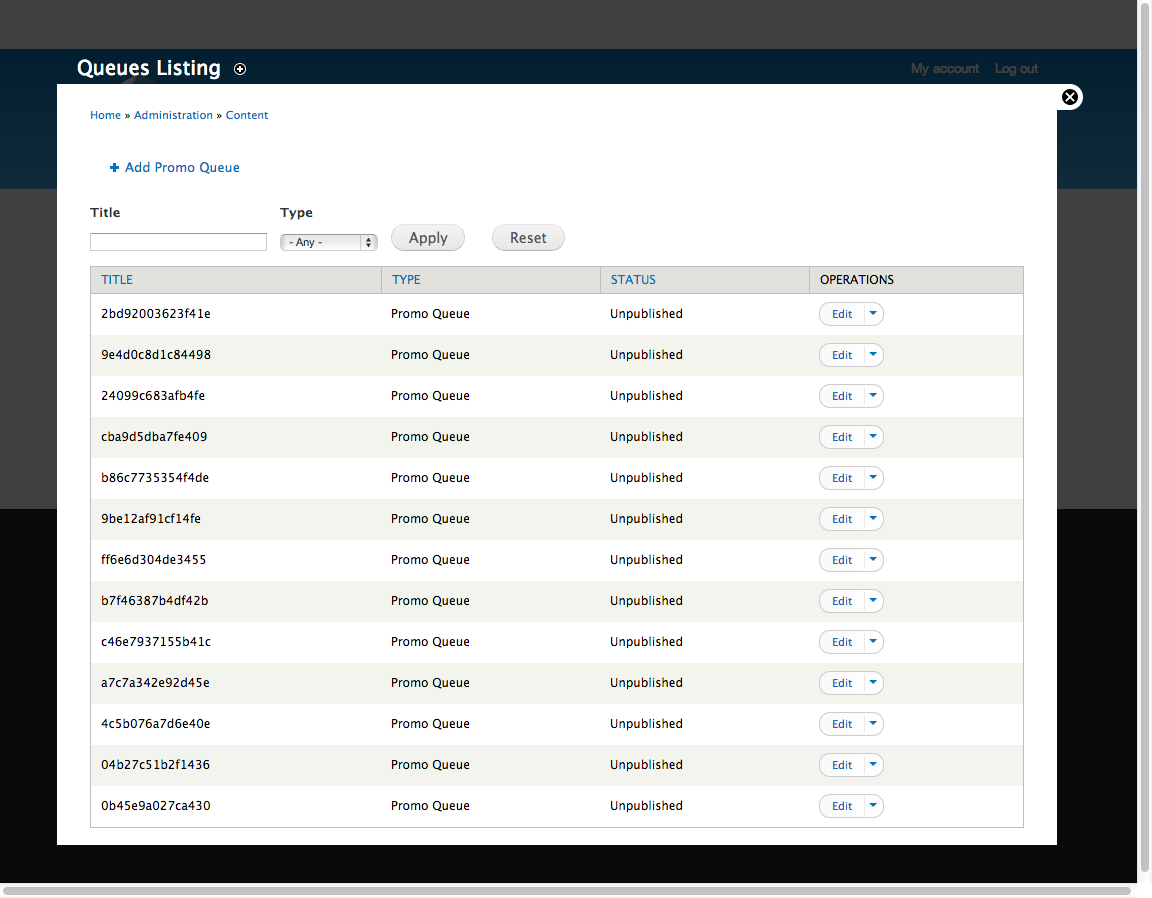 Queues Listing
My account Log out
Home » Administration » Content
Add Promo Queue
Title Type
- Any - Apply Reset
TITLE TYPE STATUS OPERATIONS
2bd92003623f41e Promo Queue Unpublished Edit
9e4d0c8d1c84498 Promo Queue Unpublished Edit
24099c683afb4fe Promo Queue Unpublished Edit
cba9d5dba7fe409 Promo Queue Unpublished Edit
b86c7735354f4de Promo Queue Unpublished Edit
9be12af91cf14fe Promo Queue Unpublished Edit
ff6e6d304de3455 Promo Queue Unpublished Edit
b7f46387b4df42b Promo Queue Unpublished Edit
c46e7937155b41c Promo Queue Unpublished Edit
a7c7a342e92d45e Promo Queue Unpublished Edit
4c5b076a7d6e40e Promo Queue Unpublished Edit
04b27c51b2f1436 Promo Queue Unpublished Edit
0b45e9a027ca430 Promo Queue Unpublished Edit